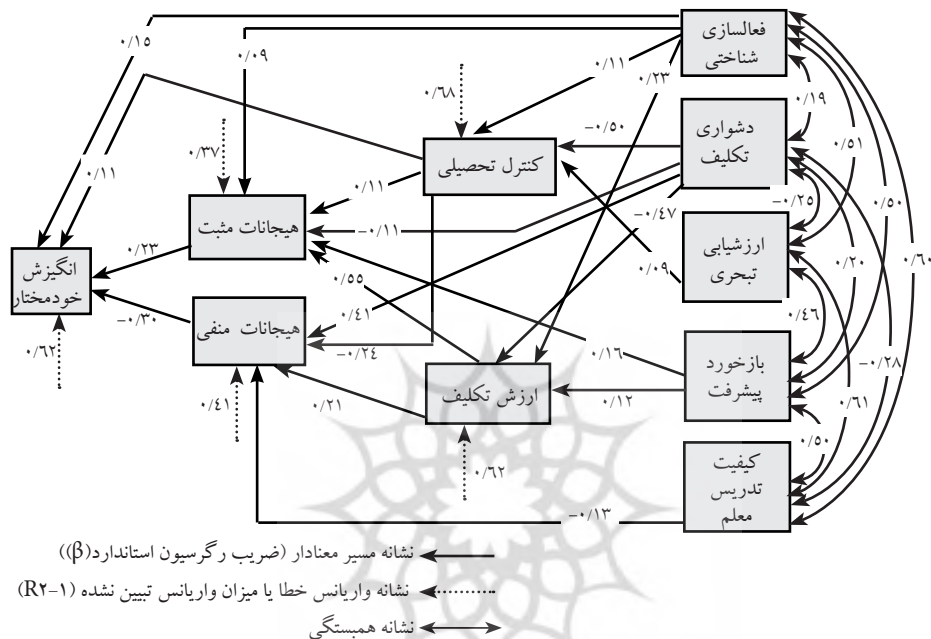 فعالسازی
شناختی
دشواری
تکلیف
ارزشیابی
تبحری
بازخورد
پیشرفت
کیفیت
تدریس
معلم
کنترل تحصیلی
ارزش تکلیف
هیجانات مثبت
هیجانات منفی
انگیزش
خودمختار
۰/۱۵
۰/۰۹
۰/۱۱
۰/۲۳
۰/۶۸
۰/۳۷
۰/۱۱
۰/۱۱
-۰/۵۰
-۰/۱۱
-۰/۴۷
۰/۰۹
۰/۲۳
-۰/۳۰
۰/۶۲
۰/۵۵
۰/۴۱
-۰/۲۴
۰/۲۱
۰/۴۱
۰/۱۶
۰/۱۲
۰/۶۲
-۰/۱۳
۰/۱۹
۰/۵۱
-۰/۲۵
۰/۵۰
۰/۲۰
۰/۶۰
۰/۴۶
-۰/۲۸
۰/۶۱
۰/۵۰
نشانه مسیر معنادار (ضریب رگرسیون استاندارد(β))
نشانه واریانس خطا یا میزان واریانس تبیین نشده (R۲-۱)
نشانه همبستگی